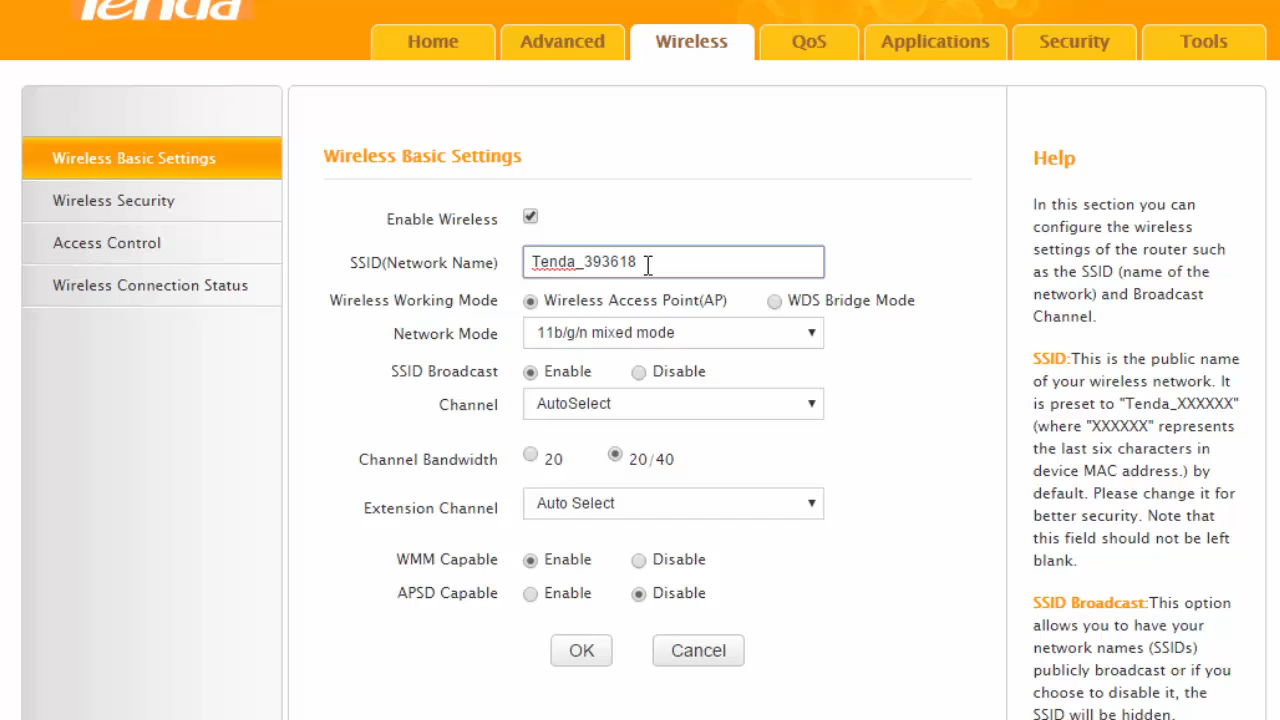 Tenda
Home Advanced Wireless QoS Applications Security Tools
Wireless Basic Settings
Wireless Security
Access Control
Wireless Connection Status
Wireless Basic Settings
Enable Wireless
SSID(Network Name) Tenda_393618
Wireless Working Mode Wireless Access Point(AP) WDS Bridge Mode
Network Mode 11b/g/n mixed mode
SSID Broadcast Enable Disable
Channel AutoSelect
Channel Bandwidth 20 20/40
Extension Channel Auto Select
WMM Capable Enable Disable
APSD Capable Enable Disable
OK Cancel
Help
In this section you can
configure the wireless
settings of the router such
as the SSID (name of the
network) and Broadcast
Channel.
SSID:This is the public name
of your wireless network. It
is preset to "Tenda_XXXXXX"
(where "XXXXXX" represents
the last six characters in
device MAC address.) by
default. Please change it for
better security. Note that
this field should not be left
blank.
SSID Broadcast:This option
allows you to have your
network names (SSIDs)
publicly broadcast or if you
choose to disable it, the
SSID will be hidden.